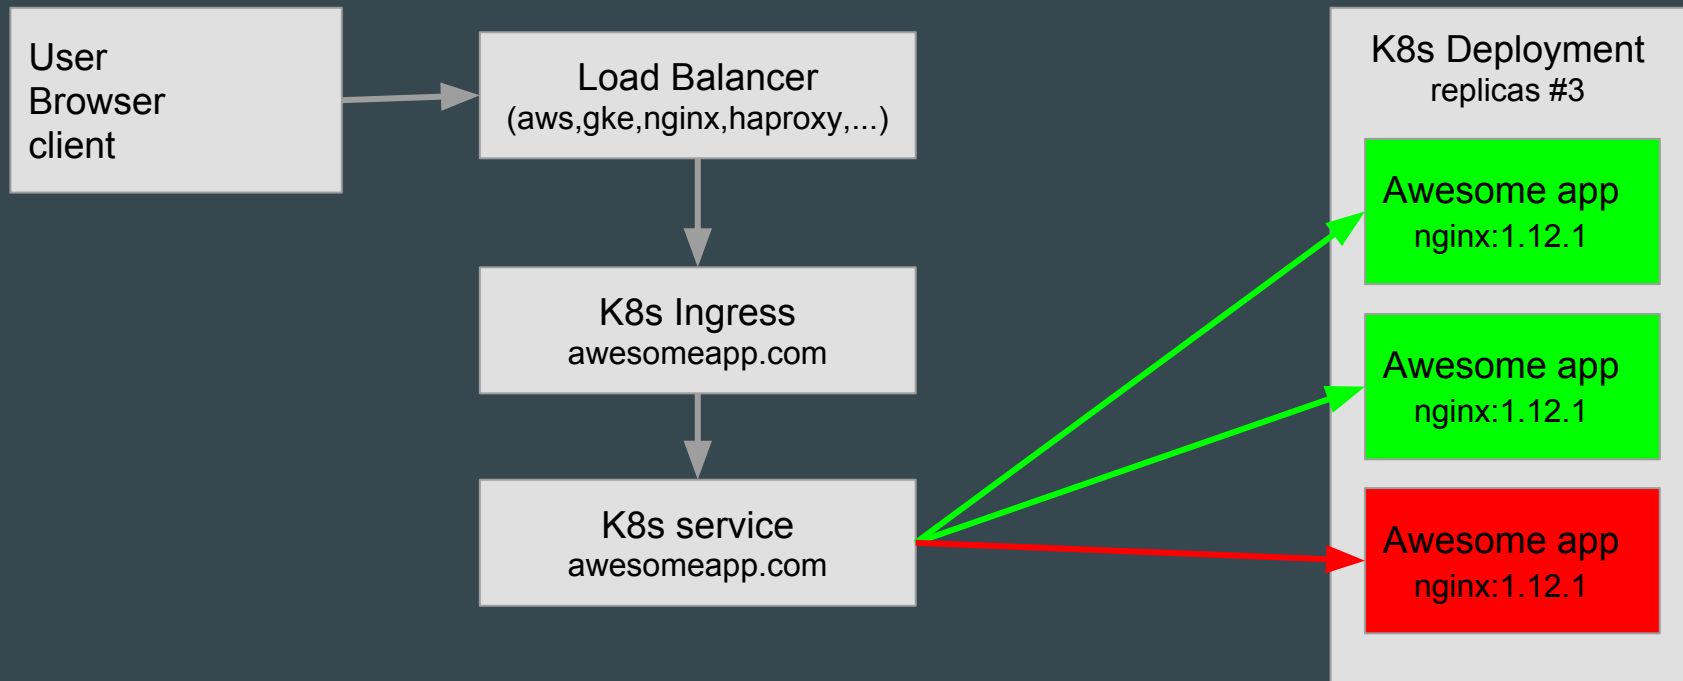 User
Browser
client
Load Balancer
(aws,gke,nginx,haproxy,...)
K8s Ingress
awesomeapp.com
K8s service
awesomeapp.com
K8s Deployment
replicas #3
Awesome app
nginx:1.12.1
Awesome app
nginx:1.12.1
Awesome app
nginx:1.12.1